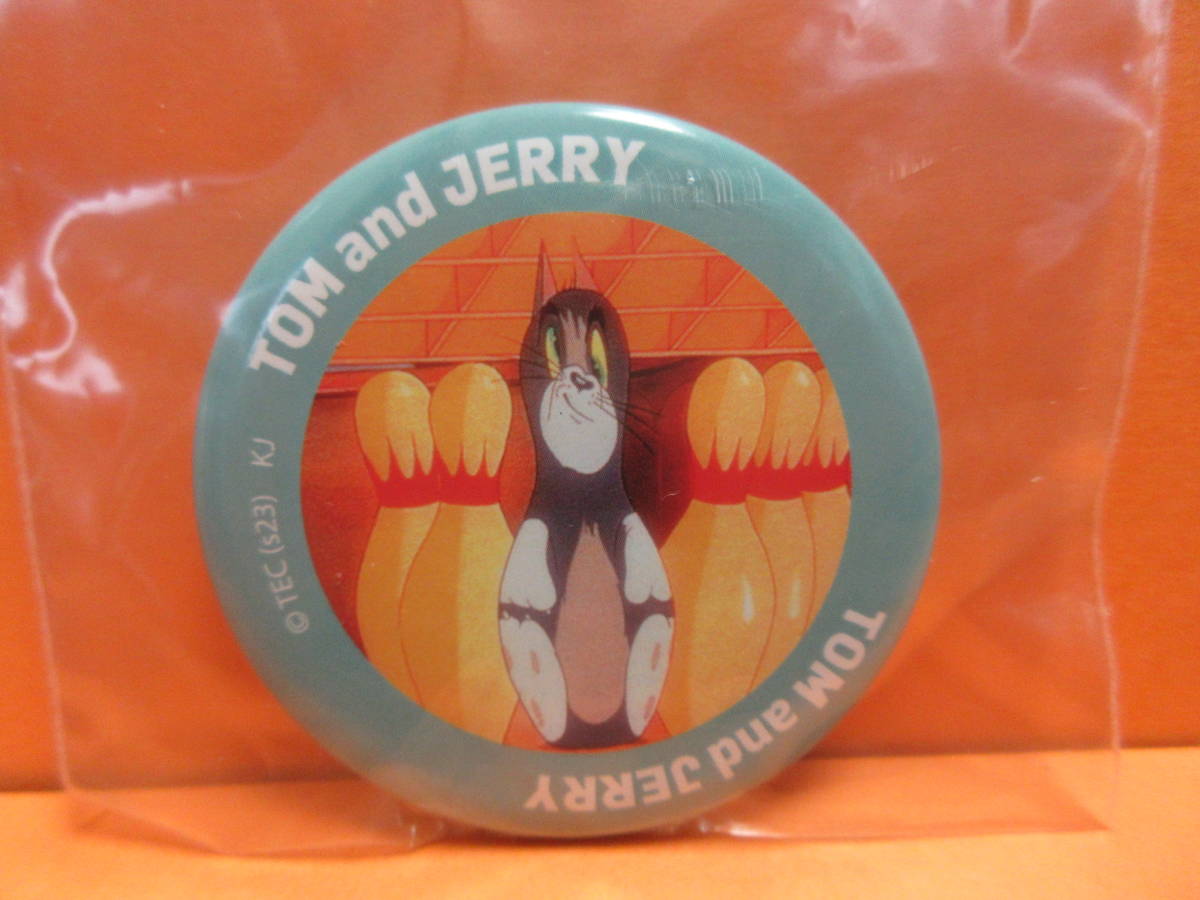 TOM and JERRY
©TEC (s23) KJ
TOM and JERRY